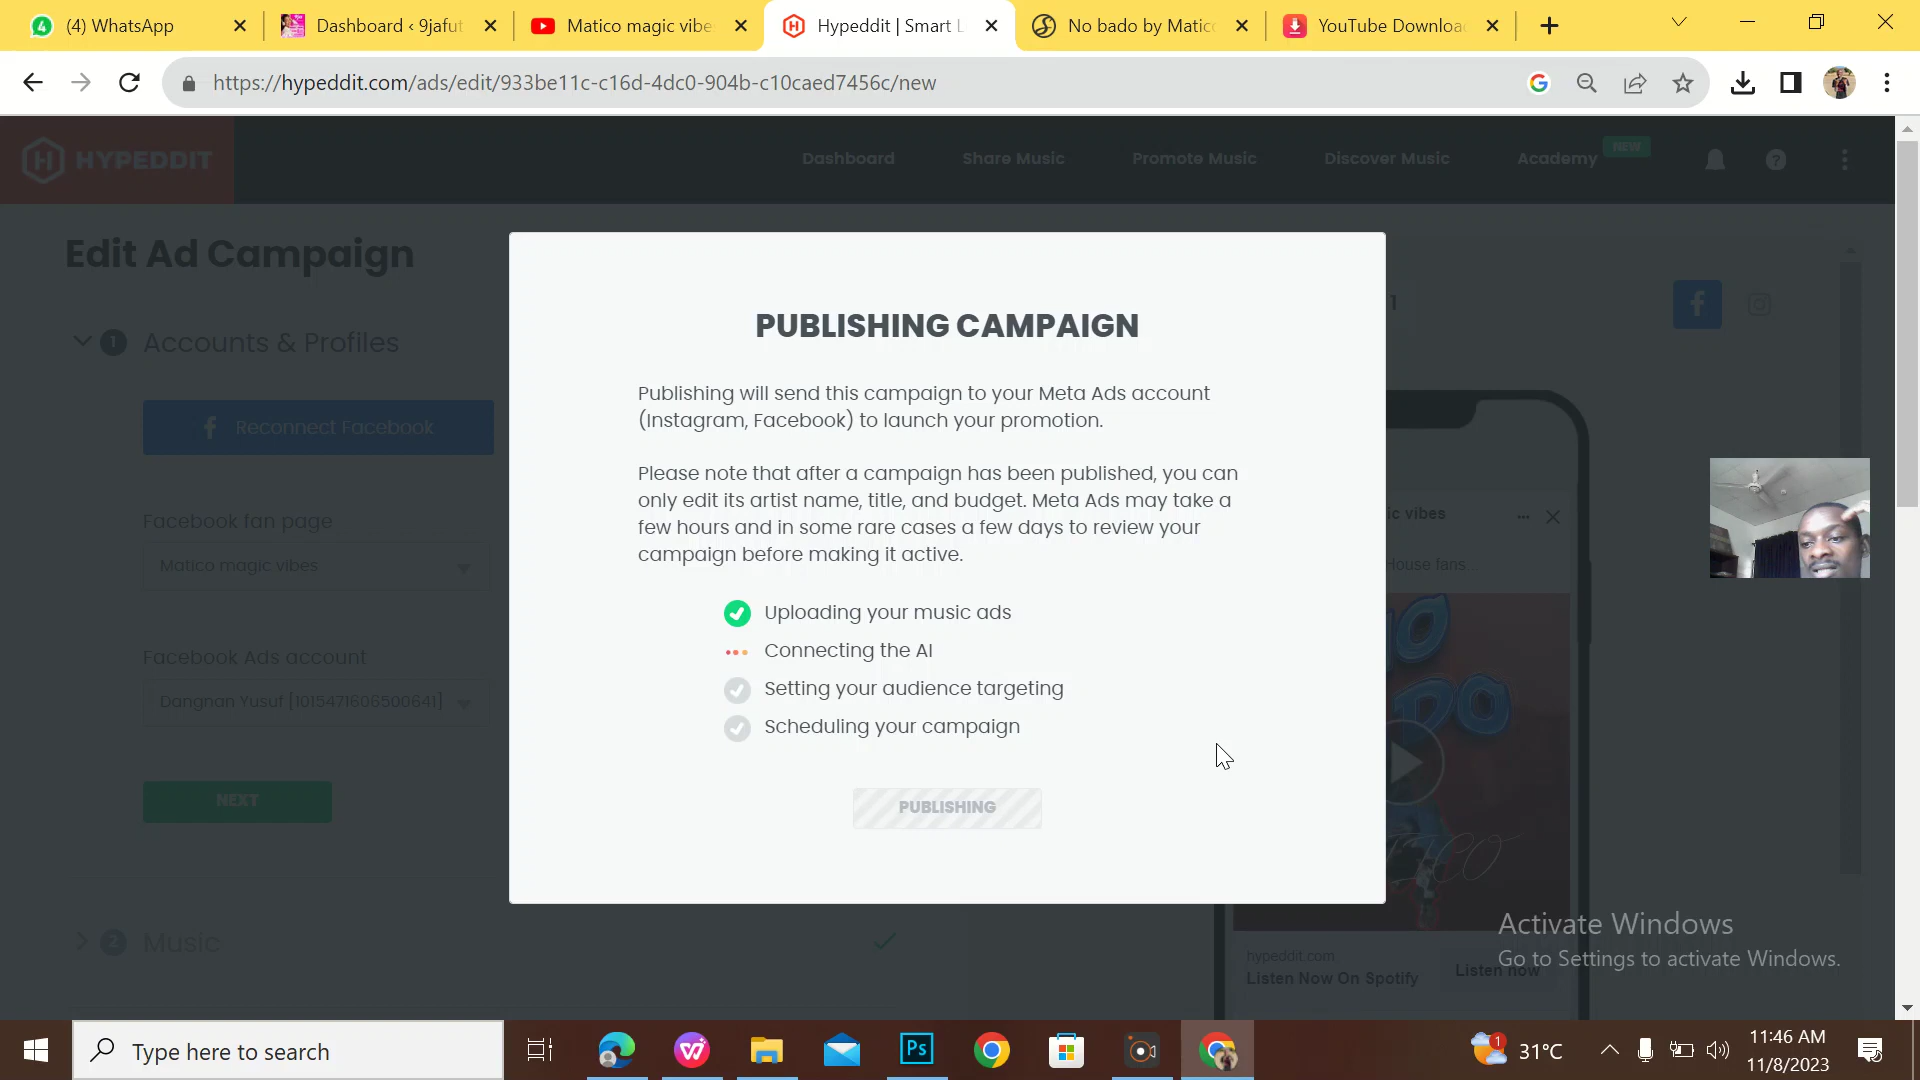 (4) WhatsApp
Dashboard ‹ 9jafut
Matico magic vibe
Hypeddit | Smart L
No bado by Matico
YouTube Downloa
https://hypeddit.com/ads/edit/933be11c-c16d-4dc0-904b-c10caed7456c/new
HYPEDDIT
Dashboard
Share Music
Promote Music
Discover Music
Academy
NEW
Edit Ad Campaign
1 Accounts & Profiles
Reconnect Facebook
Facebook fan page
Matico magic vibes
Facebook Ads account
Dangnan Yusuf [1015471606500641]
NEXT
2 Music
PUBLISHING CAMPAIGN
Publishing will send this campaign to your Meta Ads account
(Instagram, Facebook) to launch your promotion.
Please note that after a campaign has been published, you can
only edit its artist name, title, and budget. Meta Ads may take a
few hours and in some rare cases a few days to review your
campaign before making it active.
Uploading your music ads
Connecting the AI
Setting your audience targeting
Scheduling your campaign
PUBLISHING
1
ic vibes
House fans...
hypeddit.com
Listen Now On Spotify
Listen now
Activate Windows
Go to Settings to activate Windows.
Type here to search
Ps
1
31°C
11:46 AM
11/8/2023